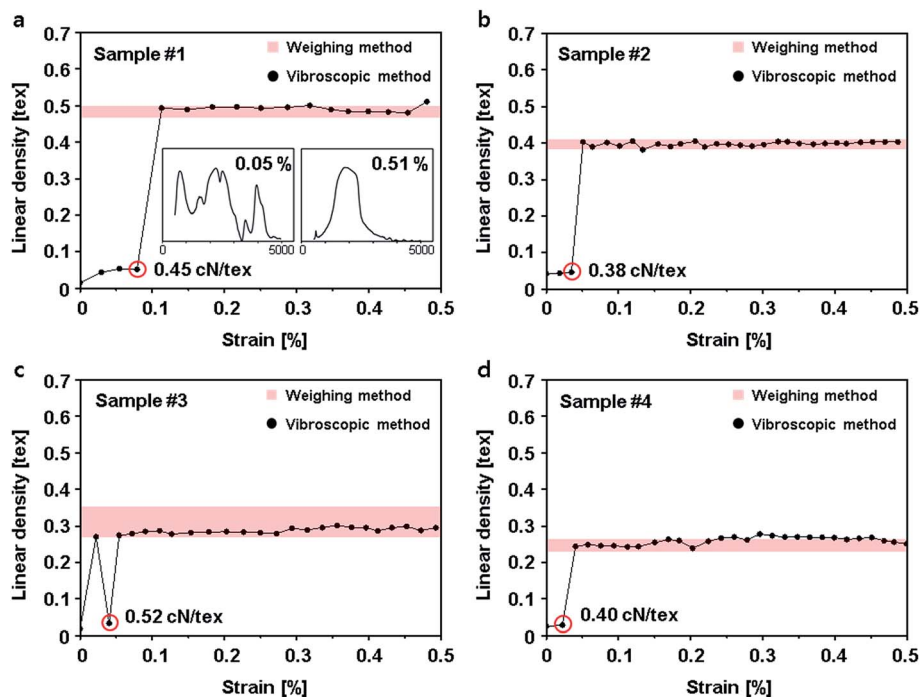 a
Sample #1
Weighing method
Vibroscopic method
Linear density [tex]
0.7
0.6
0.5
0.4
0.3
0.2
0.1
0
0.05 %
0 5000
0.51 %
0 5000
0.45 cN/tex
0 0.1 0.2 0.3 0.4 0.5
Strain [%]
b
Sample #2
Weighing method
Vibroscopic method
Linear density [tex]
0.7
0.6
0.5
0.4
0.3
0.2
0.1
0
0.38 cN/tex
0 0.1 0.2 0.3 0.4 0.5
Strain [%]
c
Sample #3
Weighing method
Vibroscopic method
Linear density [tex]
0.7
0.6
0.5
0.4
0.3
0.2
0.1
0
0.52 cN/tex
0 0.1 0.2 0.3 0.4 0.5
Strain [%]
d
Sample #4
Weighing method
Vibroscopic method
Linear density [tex]
0.7
0.6
0.5
0.4
0.3
0.2
0.1
0
0.40 cN/tex
0 0.1 0.2 0.3 0.4 0.5
Strain [%]